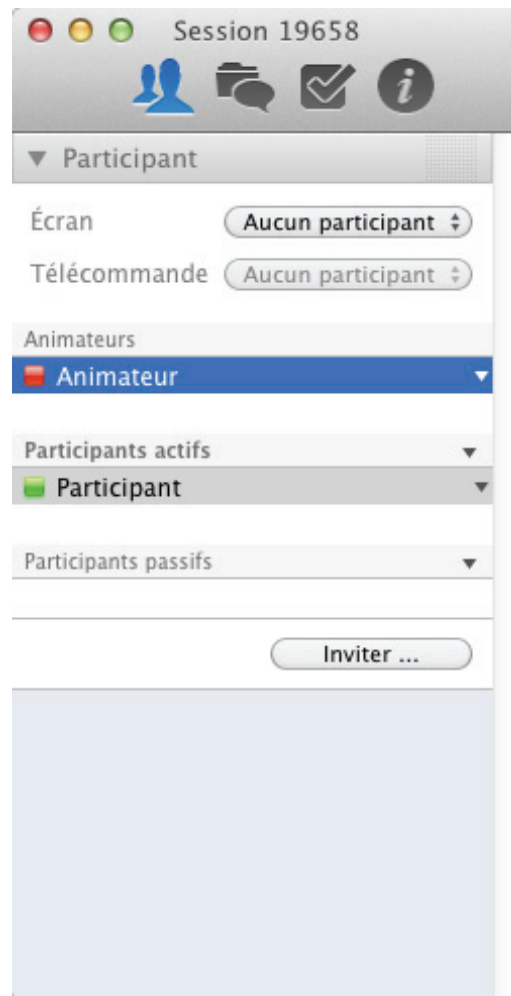 Session 19658
Participant
Écran Aucun participant
Télécommande Aucun participant
Animateurs
Animateur
Participants actifs
Participant
Participants passifs
Inviter ...